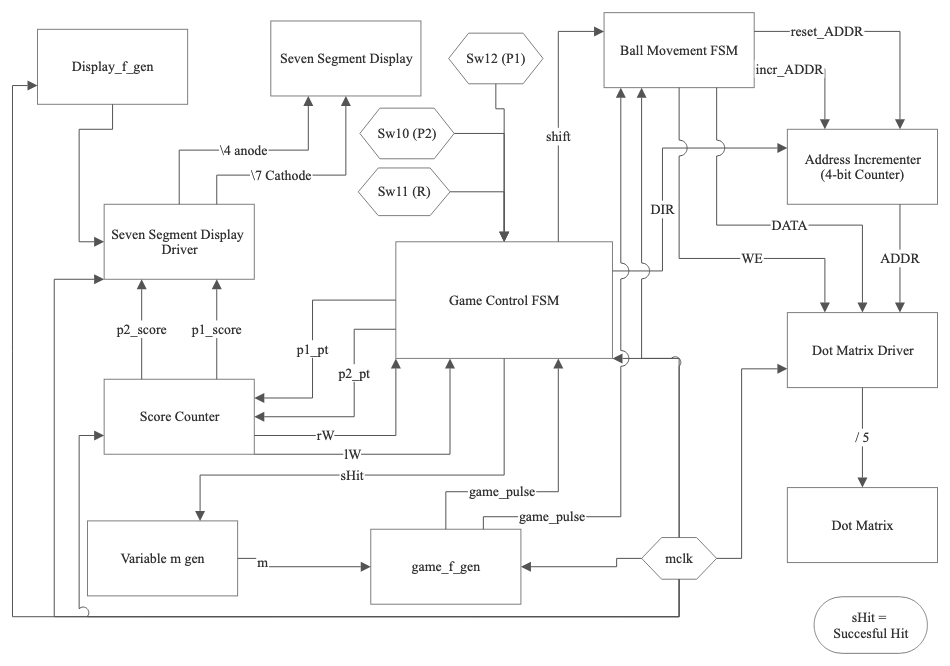 Display_f_gen
Seven Segment Display
Sw12 (P1)
Ball Movement FSM
reset_ADDR
incr_ADDR
Sw10 (P2)
shift
\4 anode
Address Incrementer
(4-bit Counter)
\7 Cathode
Sw11 (R)
DIR
DATA
Seven Segment Display
Driver
WE
ADDR
Game Control FSM
p2_score
p1_score
p1_pt
Dot Matrix Driver
p2_pt
Score Counter
rW
lW
/ 5
sHit
game_pulse
game_pulse
Dot Matrix
Variable m gen
m
game_f_gen
mclk
sHit =
Succesful Hit